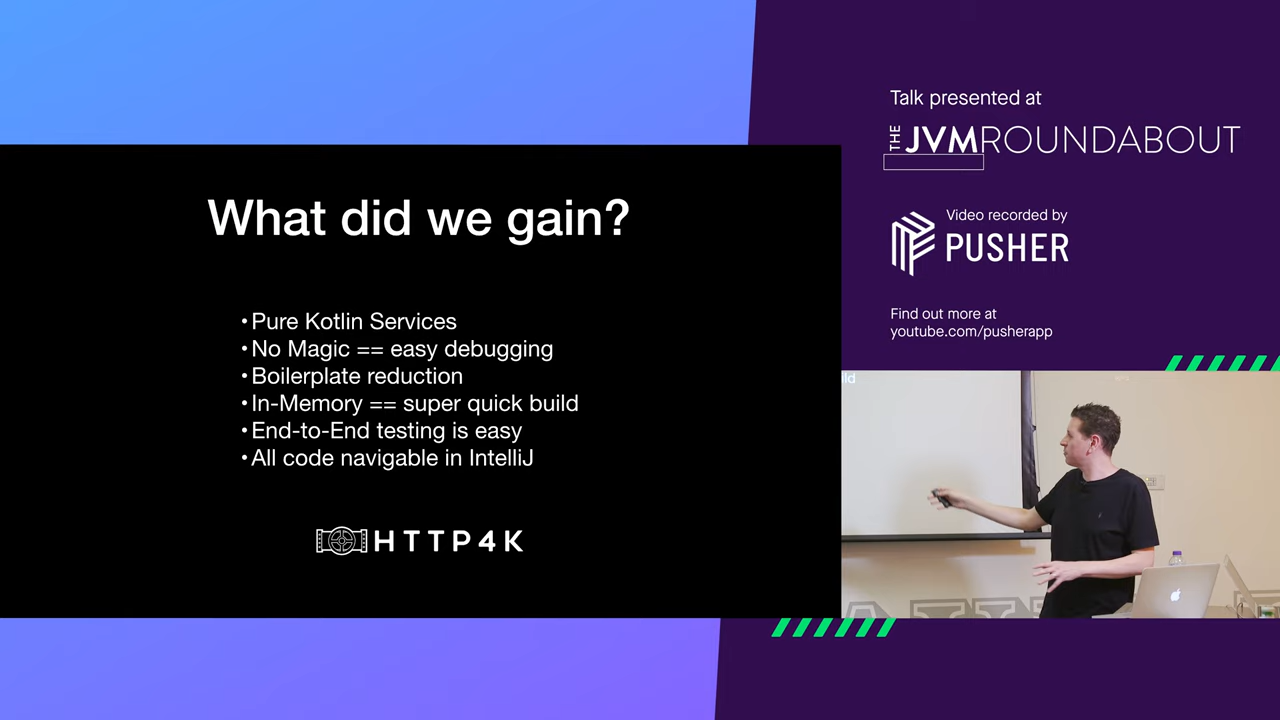 What did we gain?
•Pure Kotlin Services
•No Magic == easy debugging
•Boilerplate reduction
•In-Memory == super quick build
•End-to-End testing is easy
•All code navigable in IntelliJ
HTTP4K
Talk presented at
THE JVMROUNDABOUT
Video recorded by
PUSHER
Find out more at
youtube.com/pusherapp